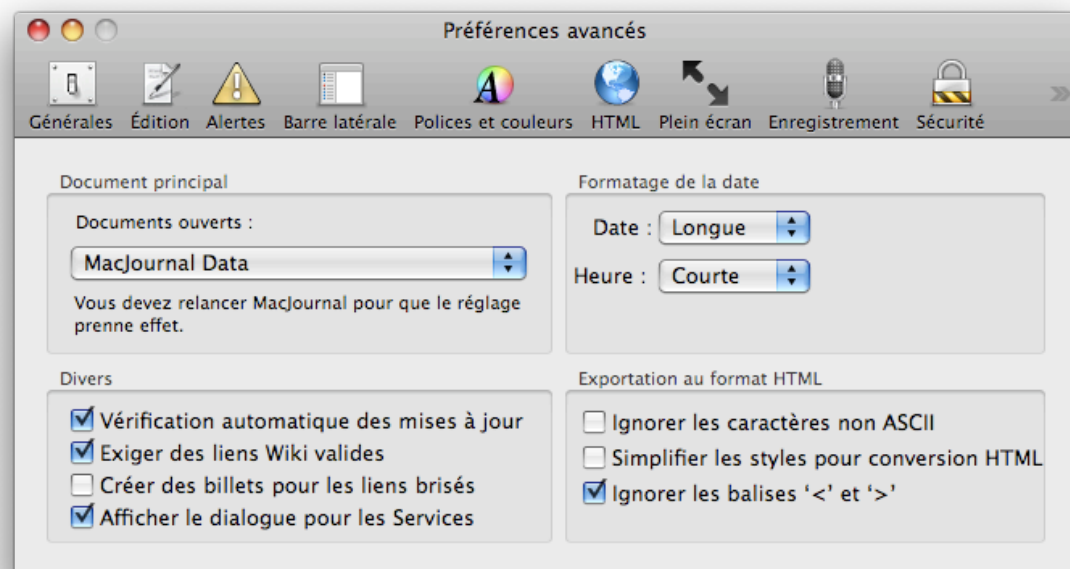 Préférences avancés
Générales Édition Alertes Barre latérale Polices et couleurs HTML Plein écran Enregistrement Sécurité
Document principal
Documents ouverts :
MacJournal Data
Vous devez relancer MacJournal pour que le réglage
prenne effet.
Formatage de la date
Date : Longue
Heure : Courte
Divers
Vérification automatique des mises à jour
Exiger des liens Wiki valides
Créer des billets pour les liens brisés
Afficher le dialogue pour les Services
Exportation au format HTML
Ignorer les caractères non ASCII
Simplifier les styles pour conversion HTML
Ignorer les balises ‘<’ et ‘>’